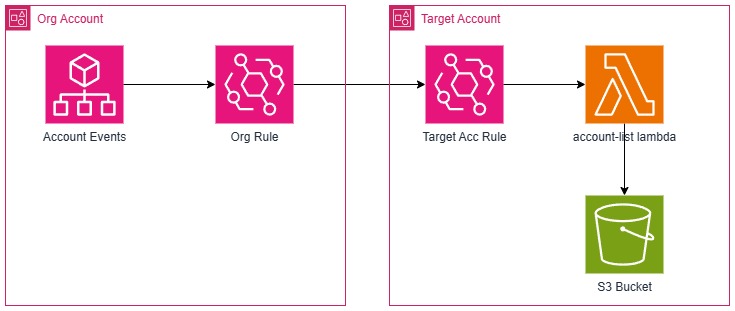 Org Account
Target Account
Account Events
Org Rule
Target Acc Rule
account-list lambda
S3 Bucket